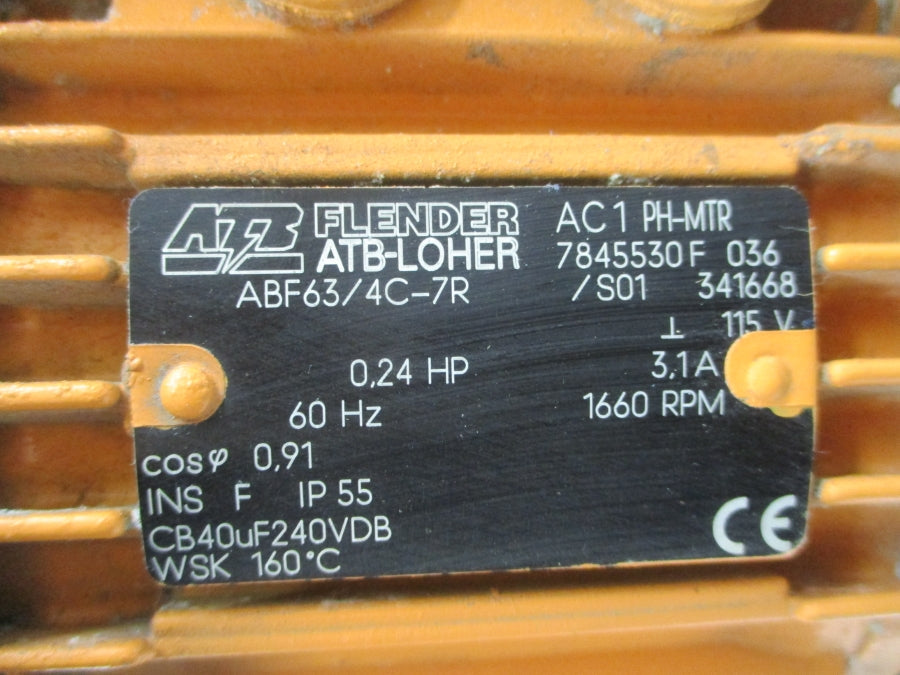 ATB FLENDER AC 1 PH-MTR
ATB-LOHER 7845530 F 036
ABF63/4C-7R /S01 341668
⊥ 115 V
0,24 HP 3,1 A
60 Hz 1660 RPM
cosφ 0,91
INS F IP 55
CB40uF240VDB
WSK 160°C
CE